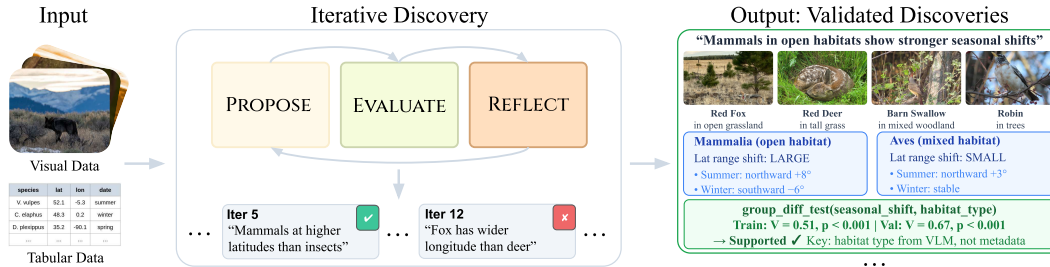 Input
Visual Data
species lat lon date
V. vulpes 52.1 -5.3 summer
C. elaphus 48.3 0.2 winter
D. plexippus 35.2 -90.1 spring
... ... ... ...
Tabular Data
Iterative Discovery
PROPOSE
EVALUATE
REFLECT
...
Iter 5 ✔
“Mammals at higher
latitudes than insects”
...
Iter 12 ✘
“Fox has wider
longitude than deer”
...
Output: Validated Discoveries
“Mammals in open habitats show stronger seasonal shifts”
Red Fox
in open grassland
Red Deer
in tall grass
Barn Swallow
in mixed woodland
Robin
in trees
Mammalia (open habitat)
Lat range shift: LARGE
• Summer: northward +8°
• Winter: southward −6°
Aves (mixed habitat)
Lat range shift: SMALL
• Summer: northward +3°
• Winter: stable
group_diff_test(seasonal_shift, habitat_type)
Train: V = 0.51, p < 0.001 | Val: V = 0.67, p < 0.001
→ Supported ✓ Key: habitat type from VLM, not metadata
...